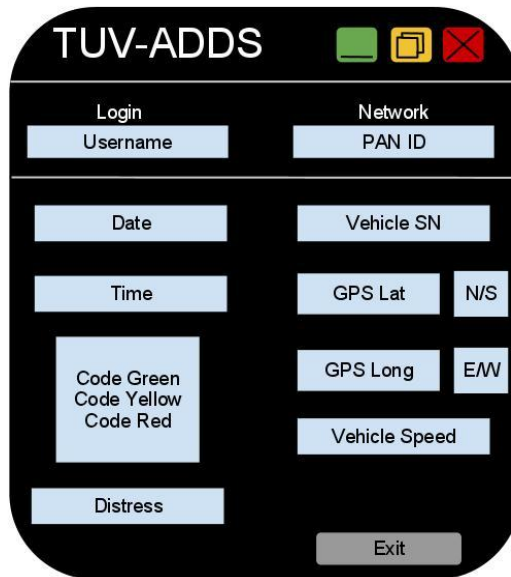 TUV-ADDS
Login
Network
Username
PAN ID
Date
Vehicle SN
Time
GPS Lat
N/S
Code Green
Code Yellow
Code Red
GPS Long
E/W
Vehicle Speed
Distress
Exit